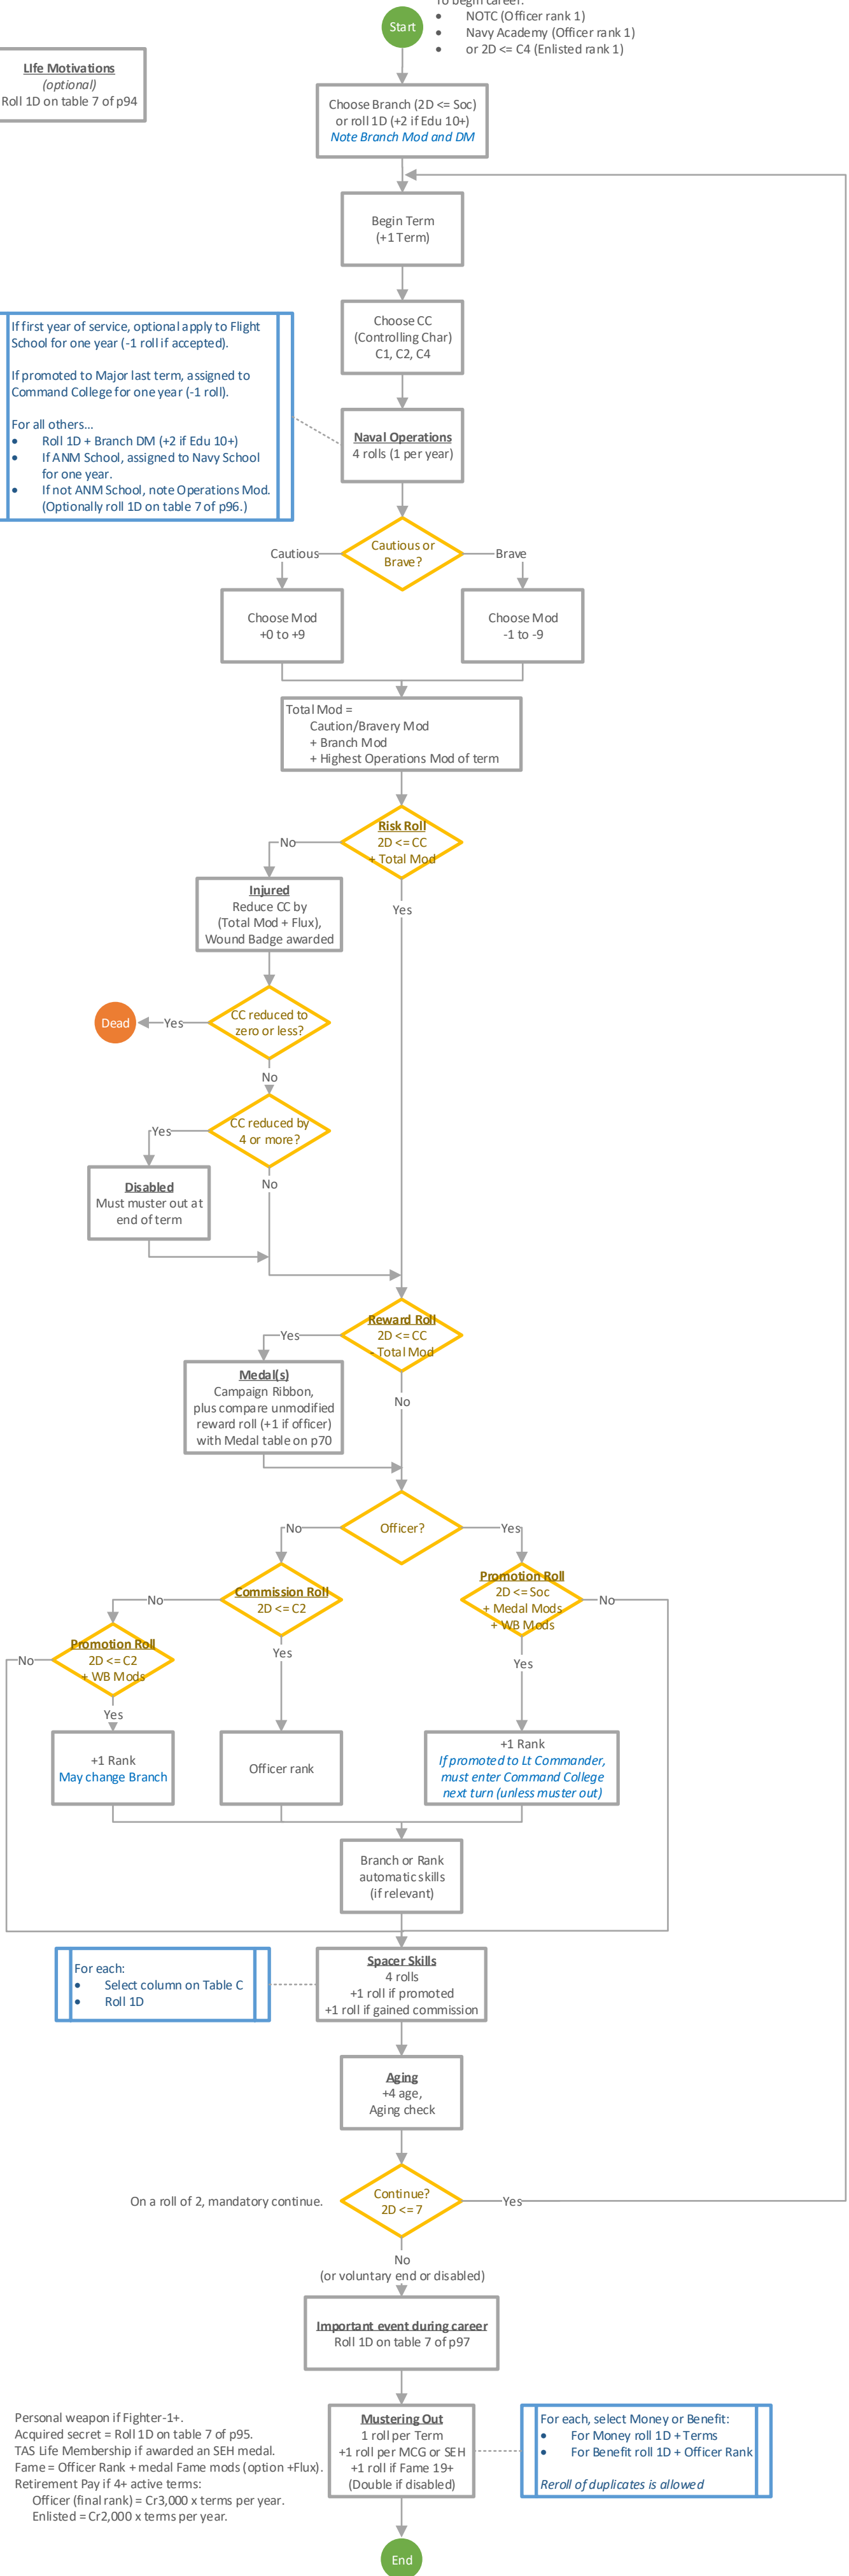 To begin career:
Start
• NOTC (Officer rank 1)
• Navy Academy (Officer rank 1)
• or 2D <= C4 (Enlisted rank 1)
LIfe Motivations
(optional)
Roll 1D on table 7 of p94
Choose Branch (2D <= Soc)
or roll 1D (+2 if Edu 10+)
Note Branch Mod and DM
Begin Term
(+1 Term)
Choose CC
(Controlling Char)
C1, C2, C4
If first year of service, optional apply to Flight
School for one year (-1 roll if accepted).
If promoted to Major last term, assigned to
Command College for one year (-1 roll).
For all others...
• Roll 1D + Branch DM (+2 if Edu 10+)
• If ANM School, assigned to Navy School
for one year.
• If not ANM School, note Operations Mod.
(Optionally roll 1D on table 7 of p96.)
Naval Operations
4 rolls (1 per year)
Cautious or
Brave?
Cautious
Brave
Choose Mod
+0 to +9
Choose Mod
-1 to -9
Total Mod =
Caution/Bravery Mod
+ Branch Mod
+ Highest Operations Mod of term
Risk Roll
2D <= CC
+ Total Mod
No
Yes
Injured
Reduce CC by
(Total Mod + Flux),
Wound Badge awarded
CC reduced to
zero or less?
Yes
Dead
No
CC reduced by
4 or more?
Yes
No
Disabled
Must muster out at
end of term
Reward Roll
2D <= CC
- Total Mod
Yes
No
Medal(s)
Campaign Ribbon,
plus compare unmodified
reward roll (+1 if officer)
with Medal table on p70
Officer?
No
Yes
Commission Roll
2D <= C2
No
Yes
Promotion Roll
2D <= Soc
+ Medal Mods
+ WB Mods
No
Yes
Promotion Roll
2D <= C2
+ WB Mods
No
Yes
+1 Rank
May change Branch
Officer rank
+1 Rank
If promoted to Lt Commander,
must enter Command College
next turn (unless muster out)
Branch or Rank
automatic skills
(if relevant)
For each:
• Select column on Table C
• Roll 1D
Spacer Skills
4 rolls
+1 roll if promoted
+1 roll if gained commission
Aging
+4 age,
Aging check
On a roll of 2, mandatory continue.
Continue?
2D <= 7
Yes
No
(or voluntary end or disabled)
Important event during career
Roll 1D on table 7 of p97
Personal weapon if Fighter-1+.
Acquired secret = Roll 1D on table 7 of p95.
TAS Life Membership if awarded an SEH medal.
Fame = Officer Rank + medal Fame mods (option +Flux).
Retirement Pay if 4+ active terms:
Officer (final rank) = Cr3,000 x terms per year.
Enlisted = Cr2,000 x terms per year.
Mustering Out
1 roll per Term
+1 roll per MCG or SEH
+1 roll if Fame 19+
(Double if disabled)
For each, select Money or Benefit:
• For Money roll 1D + Terms
• For Benefit roll 1D + Officer Rank
Reroll of duplicates is allowed
End